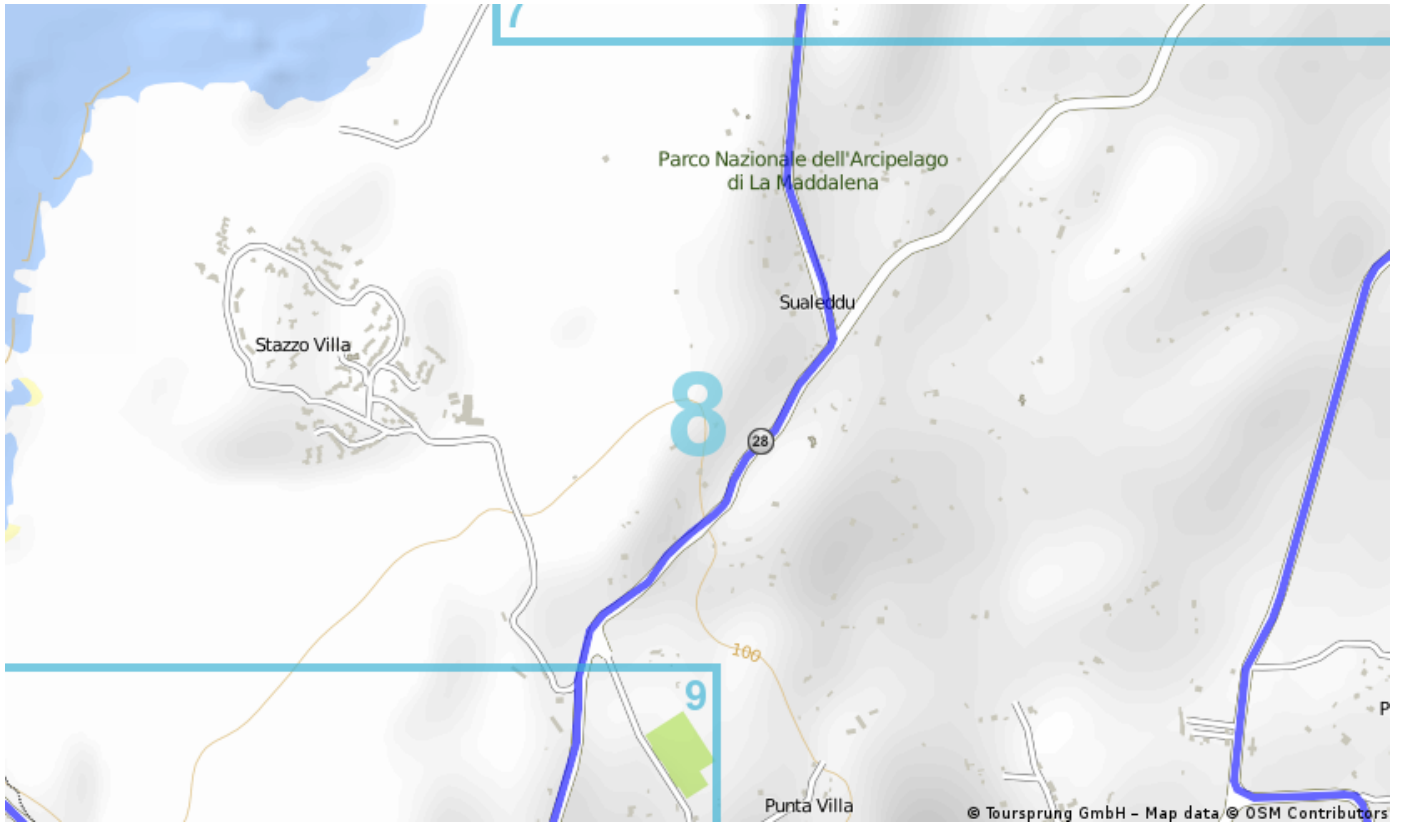 7
Parco Nazionale dell'Arcipelago
di La Maddalena
Sualeddu
Stazzo Villa
8
28
100
9
P
Punta Villa
© Toursprung GmbH – Map data © OSM Contributors